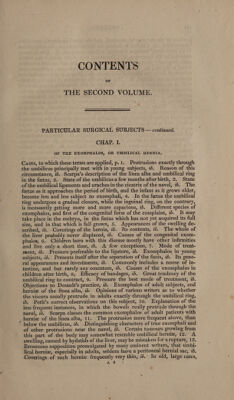 CONTENTS
OF
THE SECOND VOLUME.
PARTICULAR SURGICAL SUBJECTS—continued.
CHAP. I.
OF THE EXOMPHALOS, OR UMBILICAL HERNIA.
Cases, to which these terms are applied, p. 1. Protrusions exactly through
the umbilicus principally met with in young subjects, ib. Reason of this
circumstance, ib. Scarpa's description of the linea alba and umbilical ring
in the fœtus, 2. State of the umbilicus a few months after birth, 3. State
of the umbilical ligaments and urachus in the cicatrix of the navel, ib. The
fœtus as it approaches the period of birth, and the infant as it grows older,
become less and less subject to exomphali, 4. In the fœtus the umbilical
ring undergoes a gradual closure, while the inguinal ring, on the contrary,
is incessantly getting more and more capacious, ib. Different species of
exomphalos, and first of the congenital form of the complaint, ib. It may
take place in the embryo, in the fœtus which has not yet acquired its full
size, and in that which is full grown, 5. Appearances of the swelling de-
scribed, ib. Coverings of the hernia, ib. Its contents, ib. The whole of
the liver probably never displaced, ib. Causes of the congenital exom-
phalos, 6. Children born with this disease mostly have other infirmities
and live only a short time, ib. A few exceptions, 7. Mode of treat-
ment, ib. Pressure preferable to the ligature, ib. Exomphalos of young
subjects, ib. Presents itself after the separation of the funis, ib. Its gene-
ral appearances and investments, ib. Commonly includes a noose of in-
testine, and but rarely any omentum, ib. Causes of the exomphalos in
children after birth, ib. Efficacy of bandages, ib. Great tendency of the
umbilical ring to contract, ib. Pressure the best mode of treatment, ib.
Objections to Desault's practice, ib. Exomphalos of adult subjects, and
herniæ of the linea alba, ib. Opinions of various writers as to whether
the viscera usually protrude in adults exactly through the umbilical ring,
ib. Petit's correct observations on this subject, 10. Explanation of the
less frequent instances, in which the bowels really protrude through the
navel, ib. Scarpa classes the common exomphalos of adult patients with
herniæ of the linea alba, 11. The protrusion more frequent above, than
below the umbilicus, ib. Distinguishing characters of true exomphali and
of other protrusions near the navel, ib. Certain tumours growing from
this part of the body may somewhat resemble umbilical herniæ, 12. A
swelling, caused by hydatids of the liver, may be mistaken for a rupture, 13.
Erroneous supposition promulgated by many eminent writers, that umbi-
lical herniæ, especially in adults, seldom have a peritoneal hernial sac, ib.
Coverings of such herniæ; frequently very thin, ib. In old, large cases,